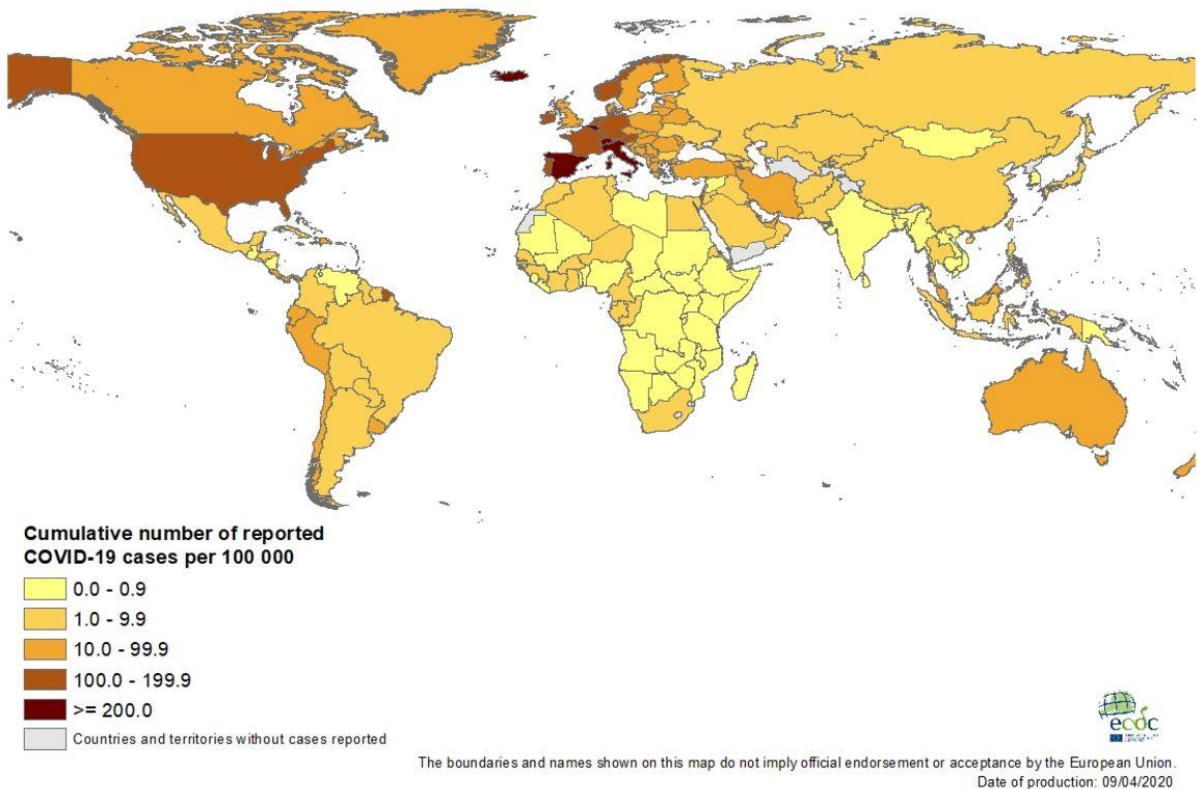 Cumulative number of reported
COVID-19 cases per 100 000
0.0 - 0.9
1.0 - 9.9
10.0 - 99.9
100.0 - 199.9
>= 200.0
Countries and territories without cases reported
ecdc
The boundaries and names shown on this map do not imply official endorsement or acceptance by the European Union.
Date of production: 09/04/2020